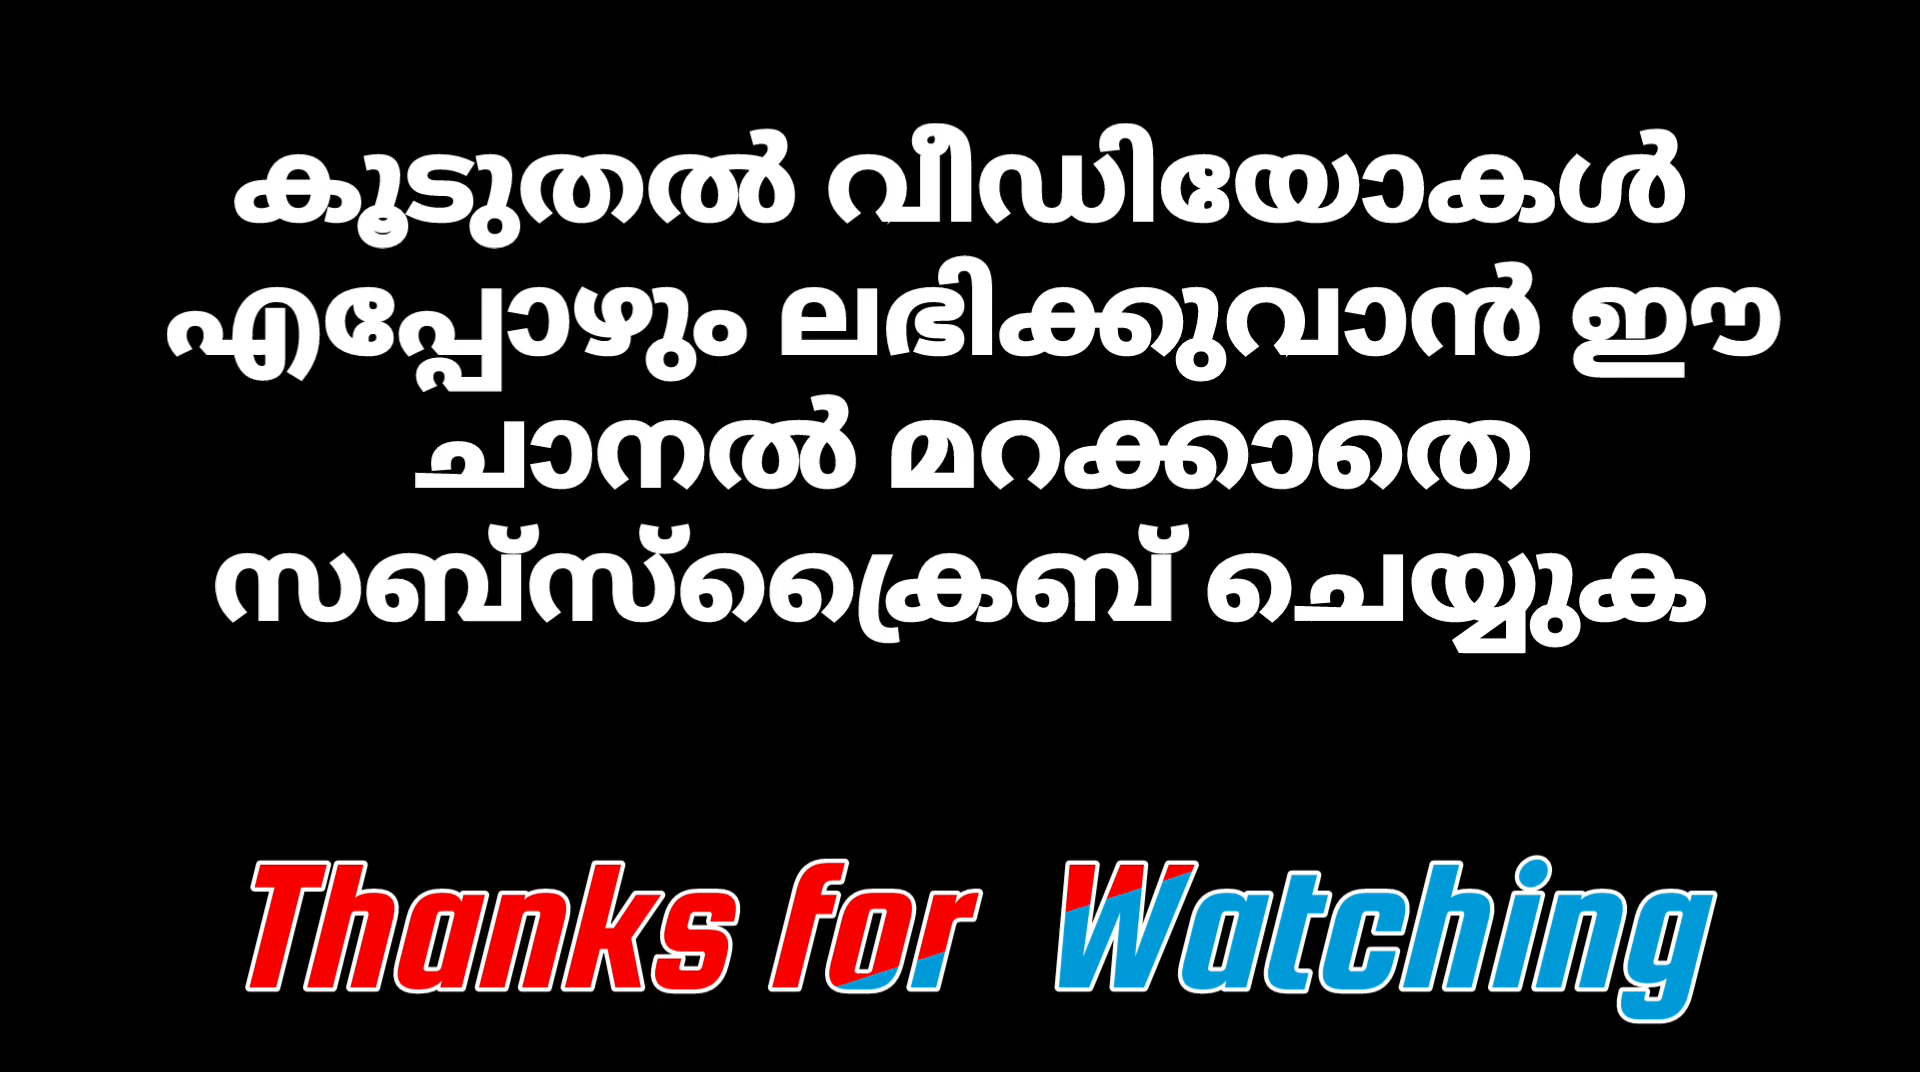 കൂടുതൽ വീഡിയോകൾ
എപ്പോഴും ലഭിക്കുവാൻ ഈ
ചാനൽ മറക്കാതെ
സബ്സ്ക്രൈബ് ചെയ്യുക
Thanks for Watching